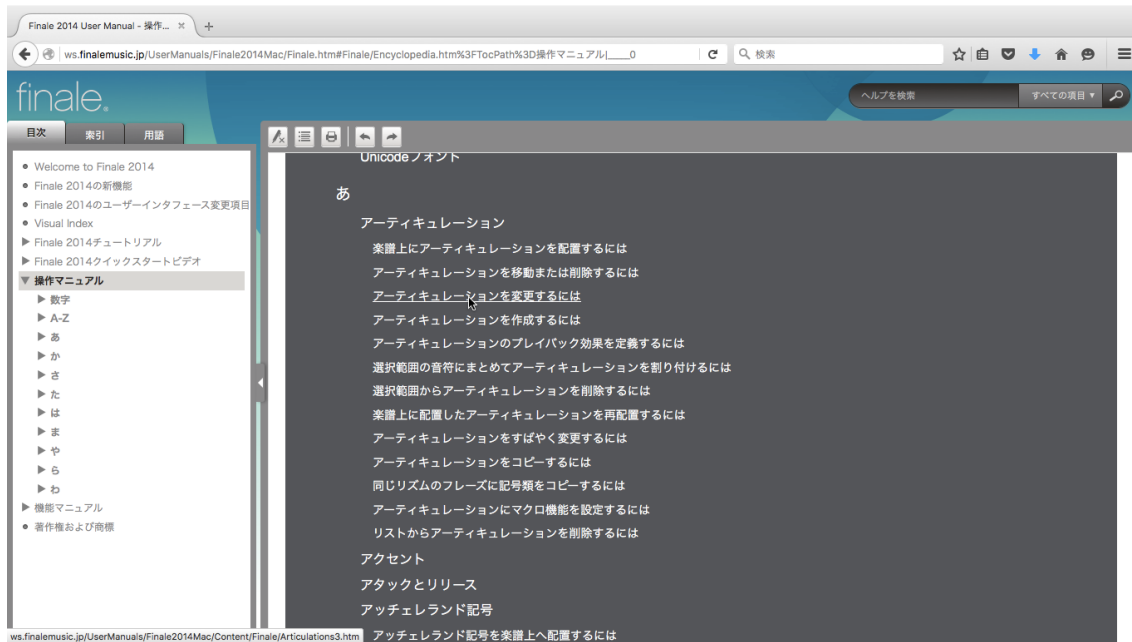 Finale 2014 User Manual - 操作...
ws.finalemusic.jp/UserManuals/Finale2014Mac/Finale.htm#Finale/Encyclopedia.htm%3FTocPath%3D操作マニュアル|____0
検索
finale.
ヘルプを検索
すべての項目
目次
索引
用語
Welcome to Finale 2014
Finale 2014の新機能
Finale 2014のユーザーインタフェース変更項目
Visual Index
Finale 2014チュートリアル
Finale 2014クイックスタートビデオ
操作マニュアル
数字
A-Z
あ
か
さ
た
は
ま
や
ら
わ
機能マニュアル
著作権および商標
Unicodeフォント
あ
アーティキュレーション
楽譜上にアーティキュレーションを配置するには
アーティキュレーションを移動または削除するには
アーティキュレーションを変更するには
アーティキュレーションを作成するには
アーティキュレーションのプレイバック効果を定義するには
選択範囲の音符にまとめてアーティキュレーションを割り付けるには
選択範囲からアーティキュレーションを削除するには
楽譜上に配置したアーティキュレーションを再配置するには
アーティキュレーションをすばやく変更するには
アーティキュレーションをコピーするには
同じリズムのフレーズに記号類をコピーするには
アーティキュレーションにマクロ機能を設定するには
リストからアーティキュレーションを削除するには
アクセント
アタックとリリース
アッチェレランド記号
アッチェレランド記号を楽譜上へ配置するには
ws.finalemusic.jp/UserManuals/Finale2014Mac/Content/Finale/Articulations3.htm